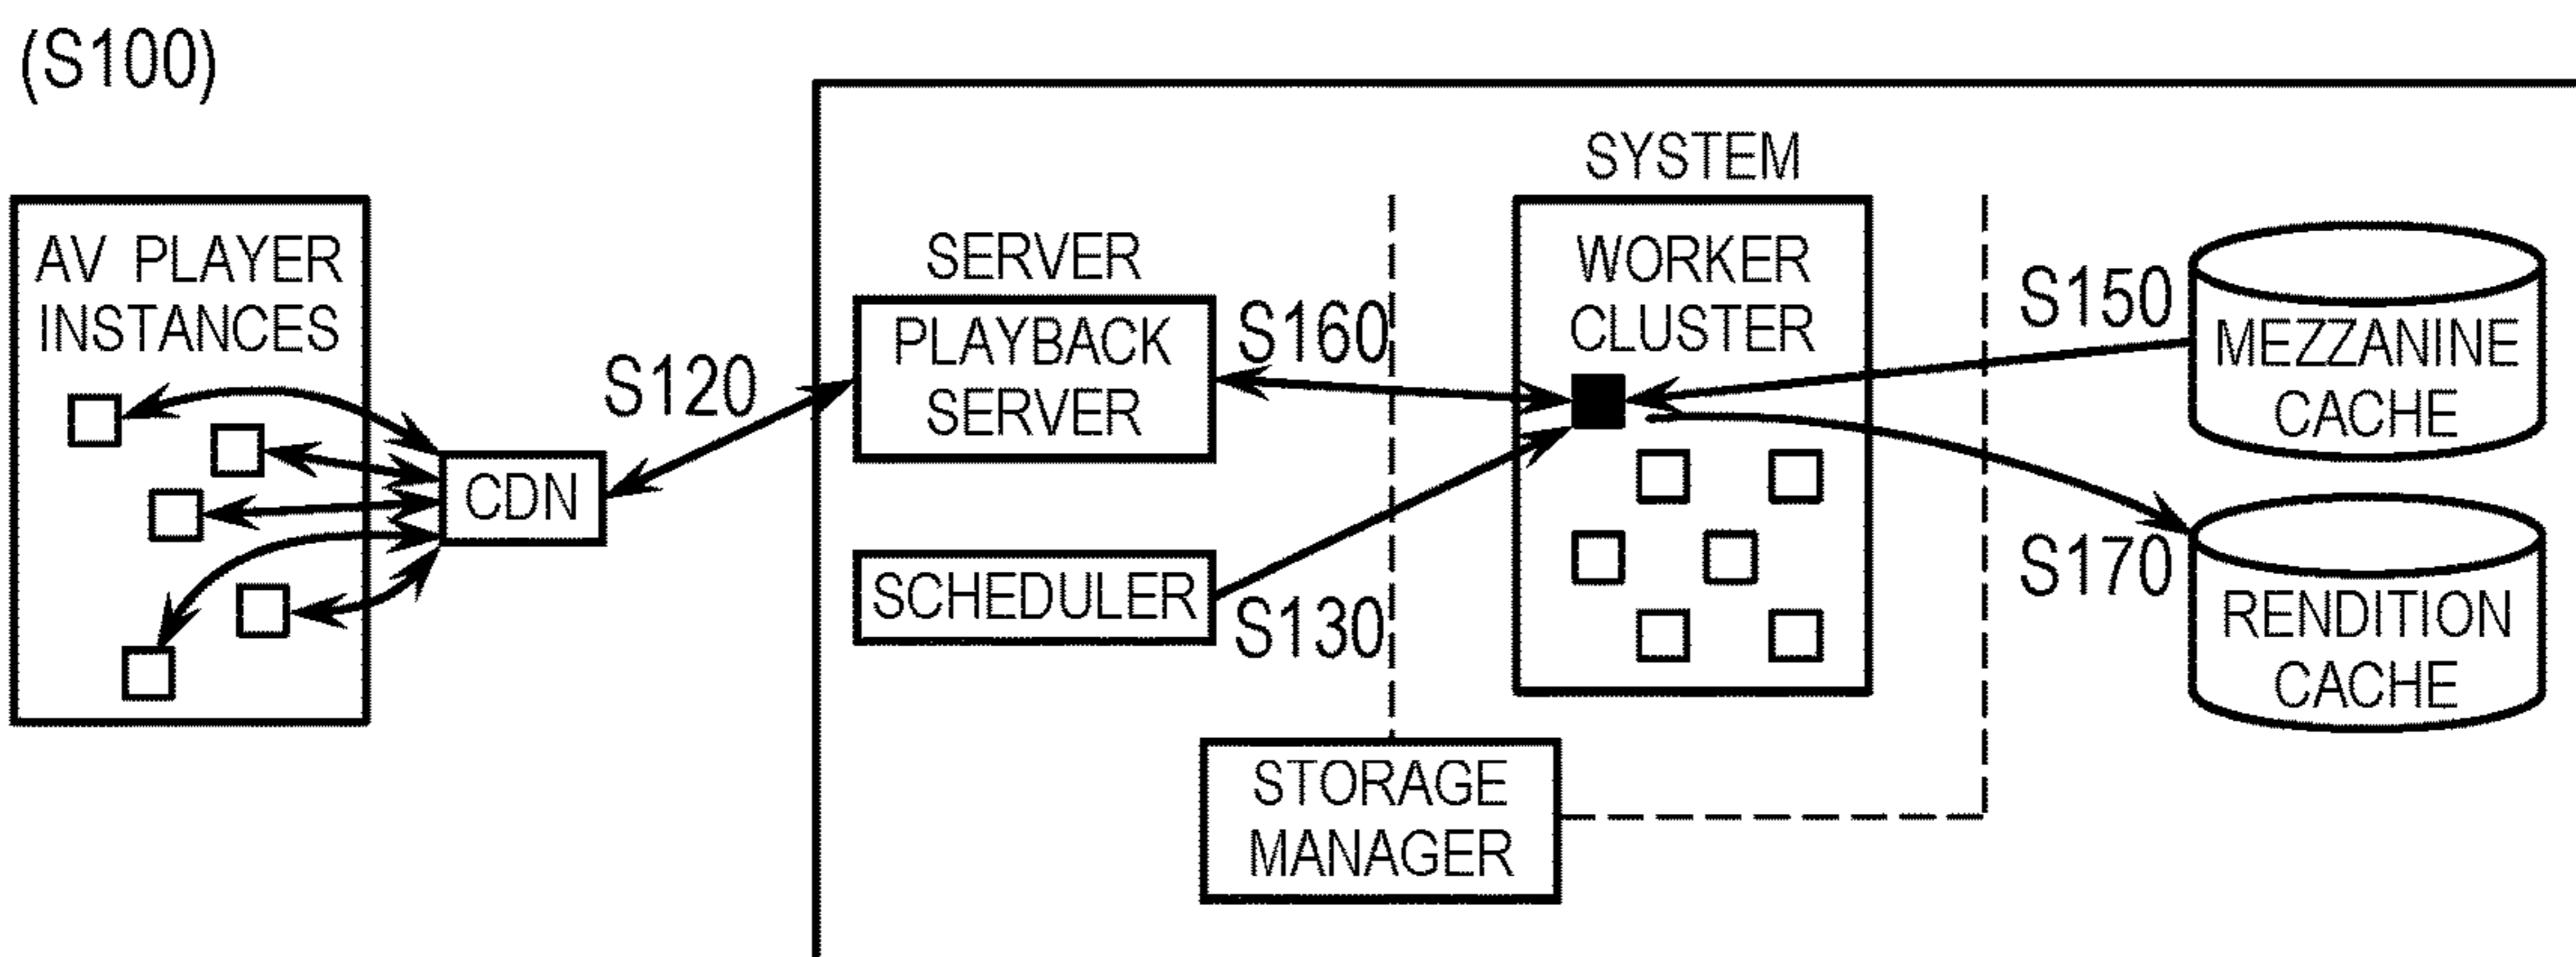 (S100)
AV PLAYER
INSTANCES
CDN
S120
SERVER
PLAYBACK
SERVER
SCHEDULER
S160
S130
SYSTEM
WORKER
CLUSTER
STORAGE
MANAGER
S150
MEZZANINE
CACHE
S170
RENDITION
CACHE